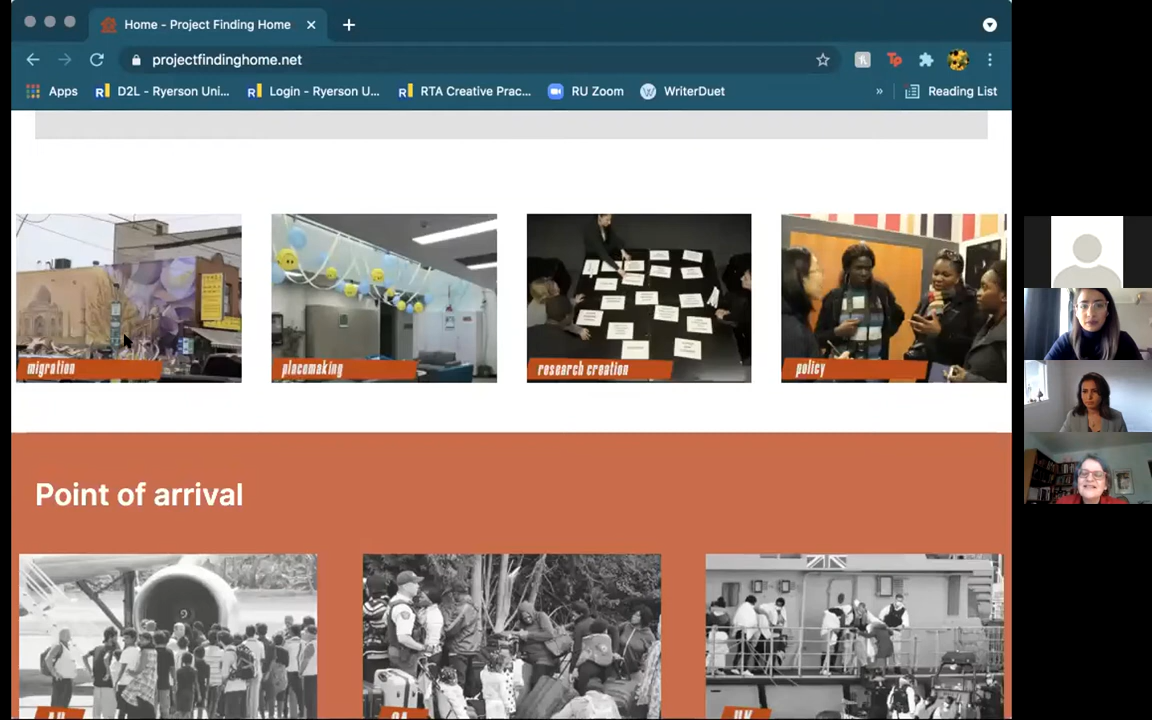 Home - Project Finding Home
projectfindinghome.net
Apps
D2L - Ryerson Uni...
Login - Ryerson U...
RTA Creative Prac...
RU Zoom
WriterDuet
»
Reading List
migration
placemaking
research creation
policy
Point of arrival